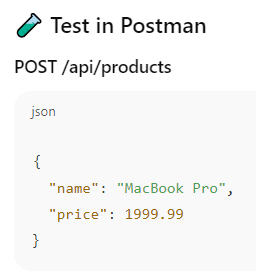 🧪 Test in Postman
POST /api/products
json
{
  "name": "MacBook Pro",
  "price": 1999.99
}